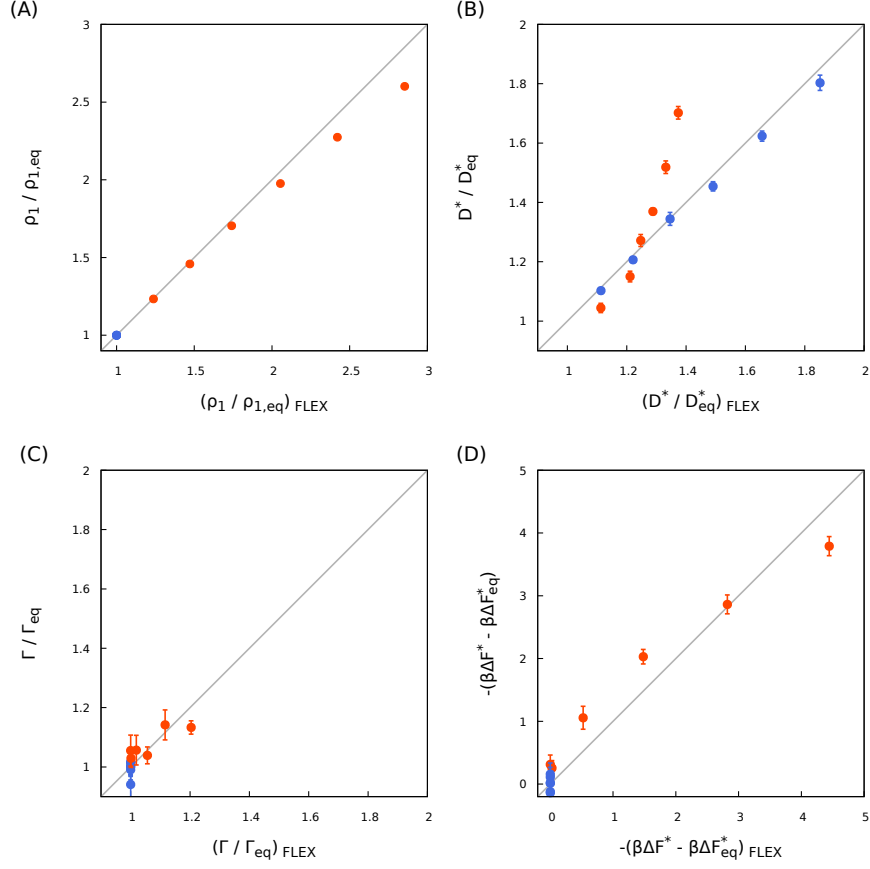 (A)
3
2.5
2
1.5
1
ρ1 / ρ1,eq
1 1.5 2 2.5 3
(ρ1 / ρ1,eq) FLEX
(B)
2
1.8
1.6
1.4
1.2
1
D* / D*eq
1 1.2 1.4 1.6 1.8 2
(D* / D*eq) FLEX
(C)
2
1.8
1.6
1.4
1.2
1
Γ / Γeq
1 1.2 1.4 1.6 1.8 2
(Γ / Γeq) FLEX
(D)
5
4
3
2
1
0
-(βΔF* - βΔF*eq)
0 1 2 3 4 5
-(βΔF* - βΔF*eq) FLEX